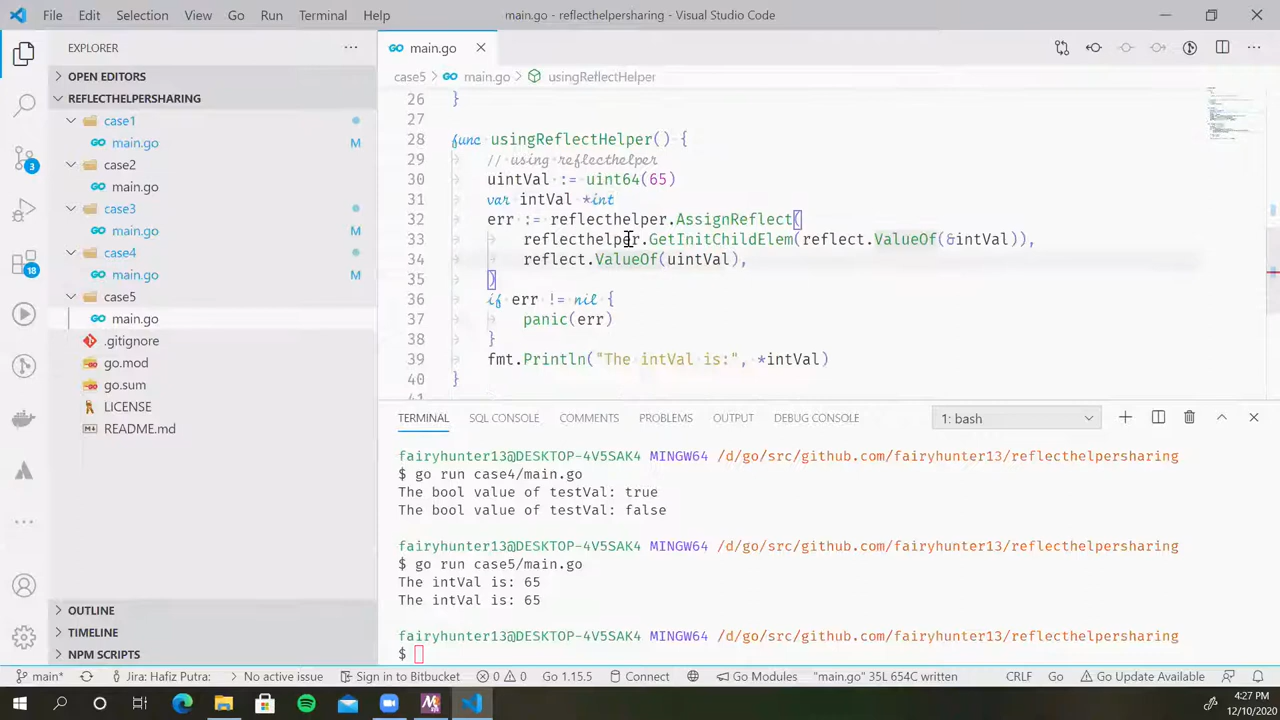 File Edit Selection View Go Run Terminal Help main.go - reflecthelpersharing - Visual Studio Code
EXPLORER
OPEN EDITORS
REFLECTHELPERSHARING
case1
main.go M
case2
main.go
case3
main.go M
case4
main.go M
case5
main.go
.gitignore
go.mod
go.sum
LICENSE
README.md
OUTLINE
TIMELINE
NPM SCRIPTS
3
18
main.go
case5 main.go usingReflectHelper
26 }
27
28 func usingReflectHelper() {
29 // using reflecthelper
30 uintVal := uint64(65)
31 var intVal *int
32 err := reflecthelper.AssignReflect(
33 reflecthelper.GetInitChildElem(reflect.ValueOf(&intVal)),
34 reflect.ValueOf(uintVal),
35 )
36 if err != nil {
37 panic(err)
38 }
39 fmt.Println("The intVal is:", *intVal)
40 }
41
TERMINAL SQL CONSOLE COMMENTS PROBLEMS OUTPUT DEBUG CONSOLE 1: bash
fairyhunter13@DESKTOP-4V5SAK4 MINGW64 /d/go/src/github.com/fairyhunter13/reflecthelpersharing
$ go run case4/main.go
The bool value of testVal: true
The bool value of testVal: false
fairyhunter13@DESKTOP-4V5SAK4 MINGW64 /d/go/src/github.com/fairyhunter13/reflecthelpersharing
$ go run case5/main.go
The intVal is: 65
The intVal is: 65
fairyhunter13@DESKTOP-4V5SAK4 MINGW64 /d/go/src/github.com/fairyhunter13/reflecthelpersharing
$
main* Jira: Hafiz Putra: No active issue Sign in to Bitbucket 0 0 Go 1.15.5 Connect Go Modules "main.go" 35L 654C written CRLF Go Go Update Available
4:27 PM
12/10/2020